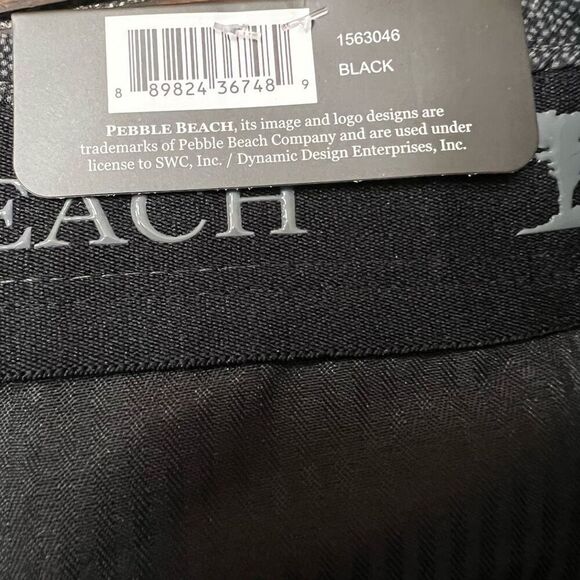 1563046
BLACK
8 89824 36748 9
PEBBLE BEACH, its image and logo designs are
trademarks of Pebble Beach Company and are used under
license to SWC, Inc. / Dynamic Design Enterprises, Inc.
EACH